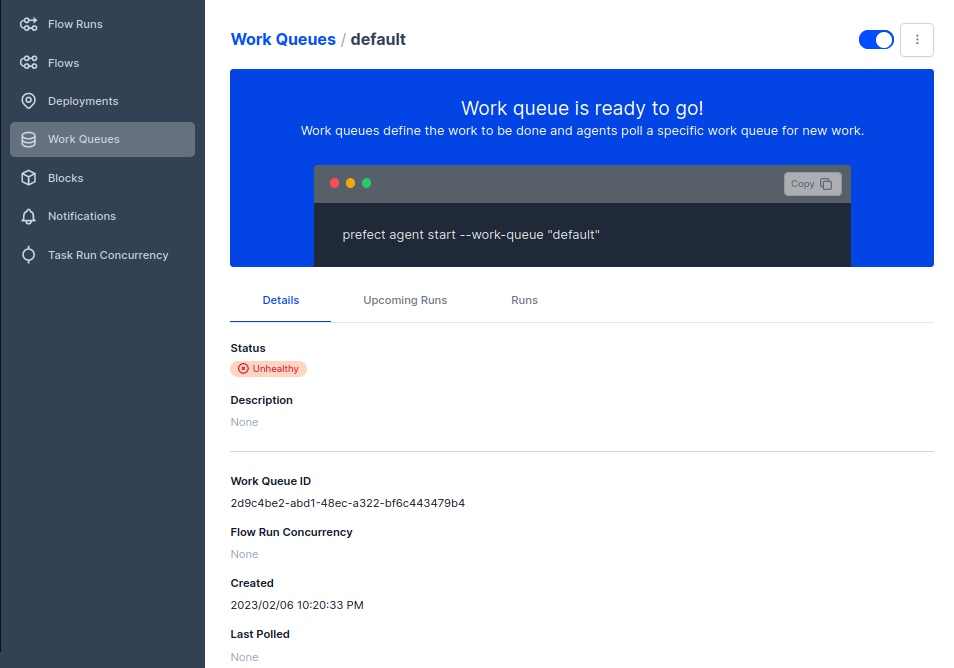 Flow Runs
Flows
Deployments
Work Queues
Blocks
Notifications
Task Run Concurrency
Work Queues / default
Work queue is ready to go!
Work queues define the work to be done and agents poll a specific work queue for new work.
Copy
prefect agent start --work-queue "default"
Details Upcoming Runs Runs
Status
Unhealthy
Description
None
Work Queue ID
2d9c4be2-abd1-48ec-a322-bf6c443479b4
Flow Run Concurrency
None
Created
2023/02/06 10:20:33 PM
Last Polled
None